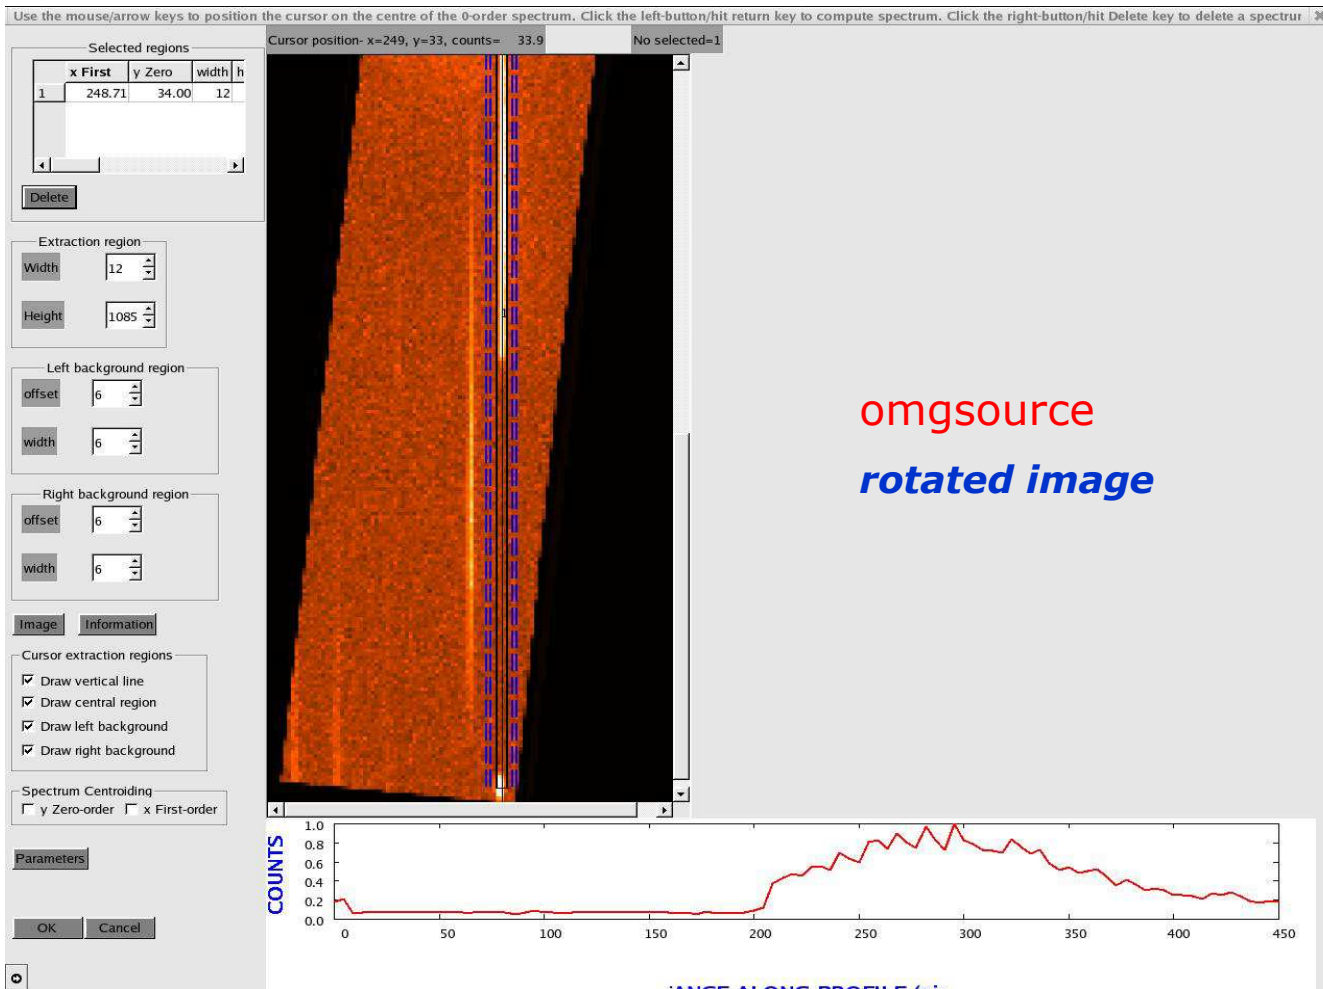 Use the mouse/arrow keys to position the cursor on the centre of the 0-order spectrum. Click the left-button/hit return key to compute spectrum. Click the right-button/hit Delete key to delete a spectrur
Cursor position- x=249, y=33, counts= 33.9 No selected=1
Selected regions
x First y Zero width h
1 248.71 34.00 12
Delete
Extraction region
Width 12
Height 1085
Left background region
offset 6
width 6
Right background region
offset 6
width 6
Image Information
Cursor extraction regions
Draw vertical line
Draw central region
Draw left background
Draw right background
Spectrum Centroiding
y Zero-order x First-order
Parameters
OK Cancel
omgsource
rotated image
1
COUNTS
1.0
0.8
0.6
0.4
0.2
0.0
0 50 100 150 200 250 300 350 400 450
ANGE ALONG PROFILE